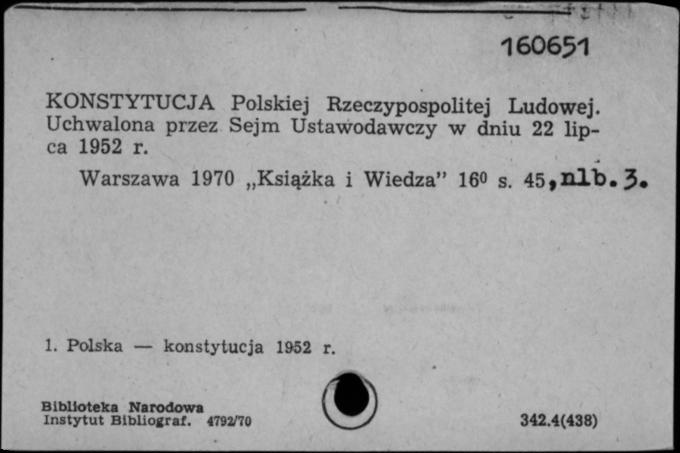 160651
KONSTYTUCJA Polskiej Rzeczypospolitej Ludowej.
Uchwalona przez Sejm Ustawodawczy w dniu 22 lip-
ca 1952 r.
Warszawa 1970 „Książka i Wiedza” 16⁰ s. 45, nlb. 3.
1. Polska — konstytucja 1952 r.
Biblioteka Narodowa
Instytut Bibliograf. 4792/70
342.4(438)